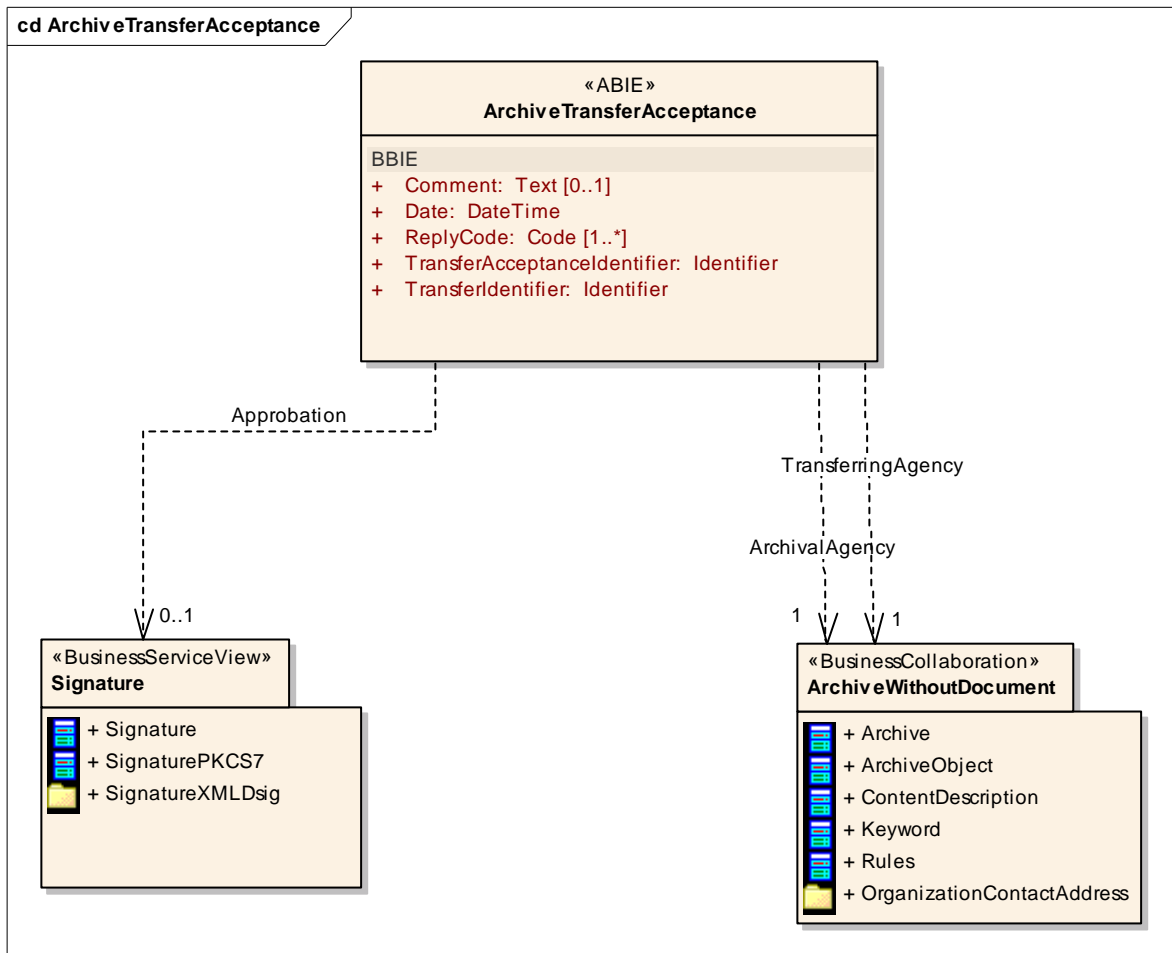 cd ArchiveTransferAcceptance
«ABIE»
ArchiveTransferAcceptance
BBIE
+ Comment: Text [0..1]
+ Date: DateTime
+ ReplyCode: Code [1..*]
+ TransferAcceptanceIdentifier: Identifier
+ TransferIdentifier: Identifier
Approbation
TransferringAgency
ArchivalAgency
0..1
1
1
«BusinessServiceView»
Signature
+ Signature
+ SignaturePKCS7
+ SignatureXMLDsig
«BusinessCollaboration»
ArchiveWithoutDocument
+ Archive
+ ArchiveObject
+ ContentDescription
+ Keyword
+ Rules
+ OrganizationContactAddress